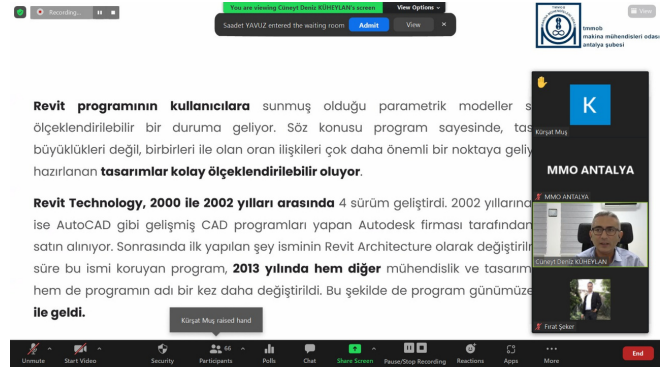 Recording...
You are viewing Cüneyt Deniz KÜHEYLAN's screen
View Options
View
Saadet YAVUZ entered the waiting room
Admit
View
tmmob
makina mühendisleri odası
antalya şubesi
Revit programının kullanıcılara sunmuş olduğu parametrik modeller s
ölçeklendirilebilir bir duruma geliyor. Söz konusu program sayesinde, tas
büyüklükleri değil, birbirleri ile olan oran ilişkileri çok daha önemli bir noktaya geliy
hazırlanan tasarımlar kolay ölçeklendirilebilir oluyor.
Revit Technology, 2000 ile 2002 yılları arasında 4 sürüm geliştirdi. 2002 yıllarına
ise AutoCAD gibi gelişmiş CAD programları yapan Autodesk firması tarafından
satın alınıyor. Sonrasında ilk yapılan şey isminin Revit Architecture olarak değiştirilr
süre bu ismi koruyan program, 2013 yılında hem diğer mühendislik ve tasarım
hem de programın adı bir kez daha değiştirildi. Bu şekilde de program günümüze
ile geldi.
K
Kürşat Muş
MMO ANTALYA
MMO ANTALYA
Cüneyt Deniz KÜHEYLAN
Fırat Şeker
Kürşat Muş raised hand
Unmute
Start Video
Security
66
Participants
Polls
Chat
Share Screen
Pause/Stop Recording
Reactions
Apps
More
End